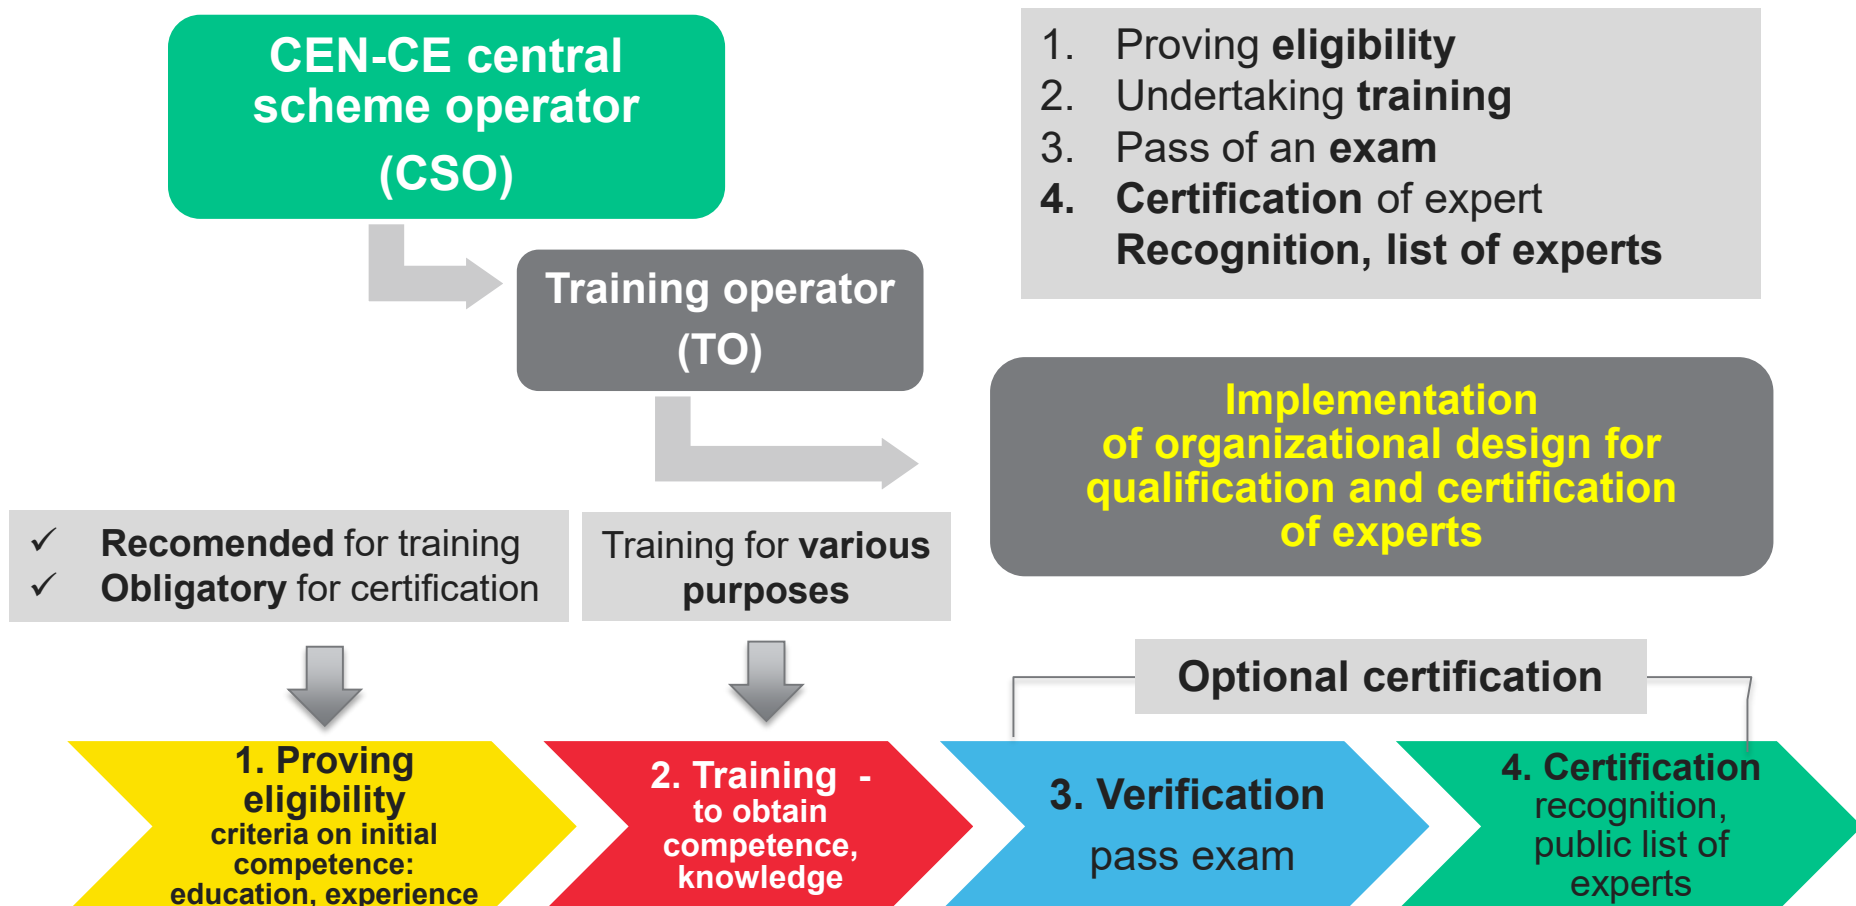 CEN-CE central
scheme operator
(CSO)
1. Proving eligibility
2. Undertaking training
3. Pass of an exam
4. Certification of expert
Recognition, list of experts
Training operator
(TO)
Implementation
of organizational design for
qualification and certification
of experts
✓ Recomended for training
✓ Obligatory for certification
Training for various
purposes
Optional certification
1. Proving
eligibility
criteria on initial
competence:
education, experience
2. Training -
to obtain
competence,
knowledge
3. Verification
pass exam
4. Certification
recognition,
public list of
experts